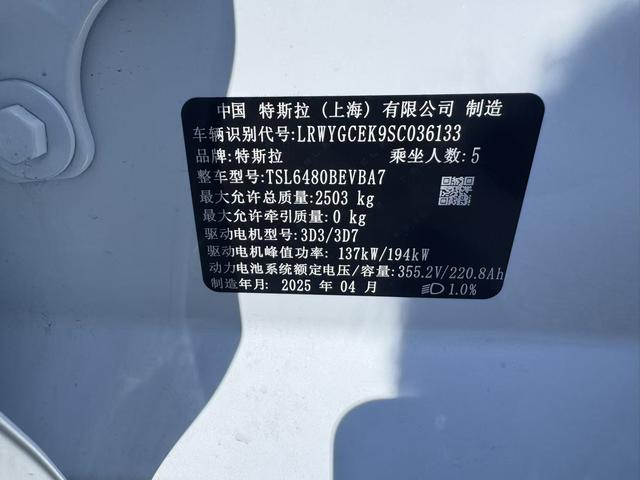 中国 特斯拉 (上海) 有限公司 制造
车辆识别代号:LRWYGCEK9SC036133
品牌:特斯拉 乘坐人数:5
整车型号:TSL6480BEVBA7
最大允许总质量:2503 kg
最大允许牵引质量:0 kg
驱动电机型号:3D3/3D7
驱动电机峰值功率: 137kW/194kW
动力电池系统额定电压/容量:355.2V/220.8Ah
制造年月: 2025 年 04 月 1.0%